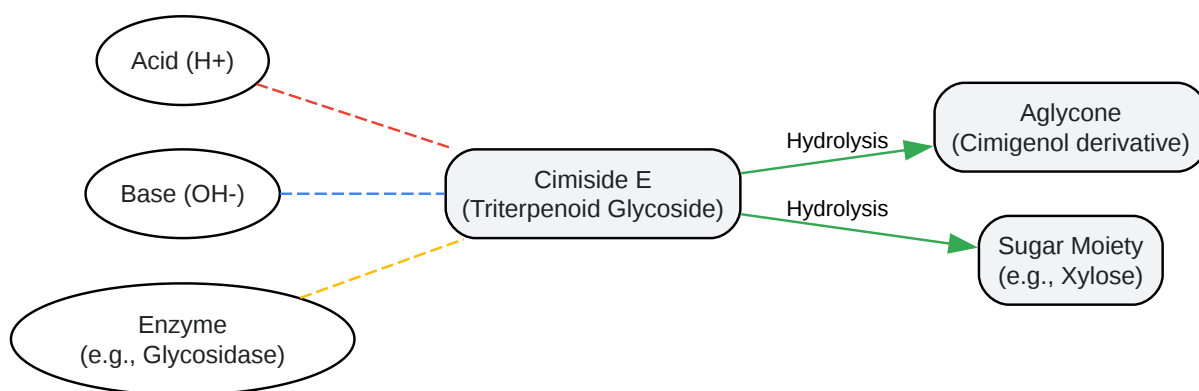 Acid (H+)
Base (OH-)
Enzyme
(e.g., Glycosidase)
Cimiside E
(Triterpenoid Glycoside)
Hydrolysis
Hydrolysis
Aglycone
(Cimigenol derivative)
Sugar Moiety
(e.g., Xylose)